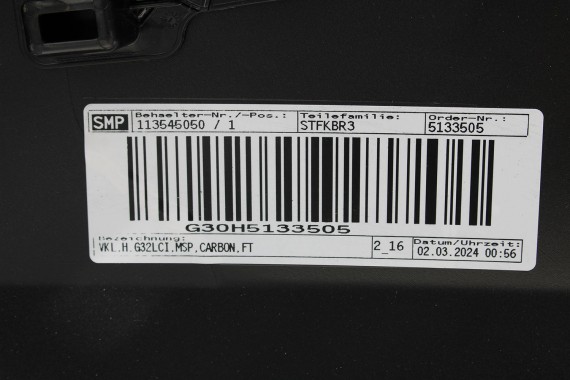 SMP Behaelter-Nr./-Pos.: Teilefamilie: Order-Nr.:
113545050 / 1 STFKBR3 5133505
G30H5133505
Bezeichnung: 2_16 Datum/Uhrzeit:
VKL.H.G32LCI,MSP,CARBON,FT 02.03.2024 00:56